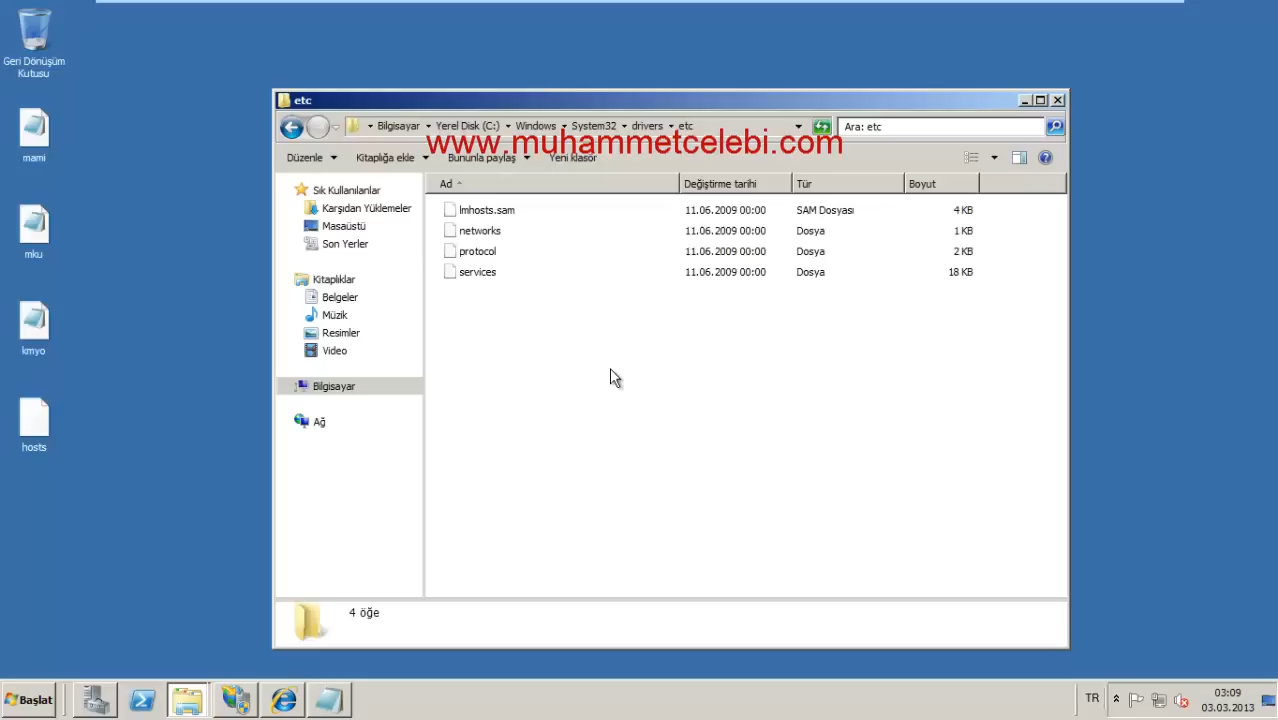 Geri Dönüşüm
Kutusu
mami
mku
kmyo
hosts
etc
Bilgisayar Yerel Disk (C:) Windows System32 drivers etc
Ara: etc
www.muhammetcelebi.com
Düzenle Kitaplığa ekle Bununla paylaş Yeni klasör
Sık Kullanılanlar
Karşıdan Yüklemeler
Masaüstü
Son Yerler
Kitaplıklar
Belgeler
Müzik
Resimler
Video
Bilgisayar
Ağ
Ad Değiştirme tarihi Tür Boyut
lmhosts.sam 11.06.2009 00:00 SAM Dosyası 4 KB
networks 11.06.2009 00:00 Dosya 1 KB
protocol 11.06.2009 00:00 Dosya 2 KB
services 11.06.2009 00:00 Dosya 18 KB
4 öğe
Başlat
TR
03:09
03.03.2013